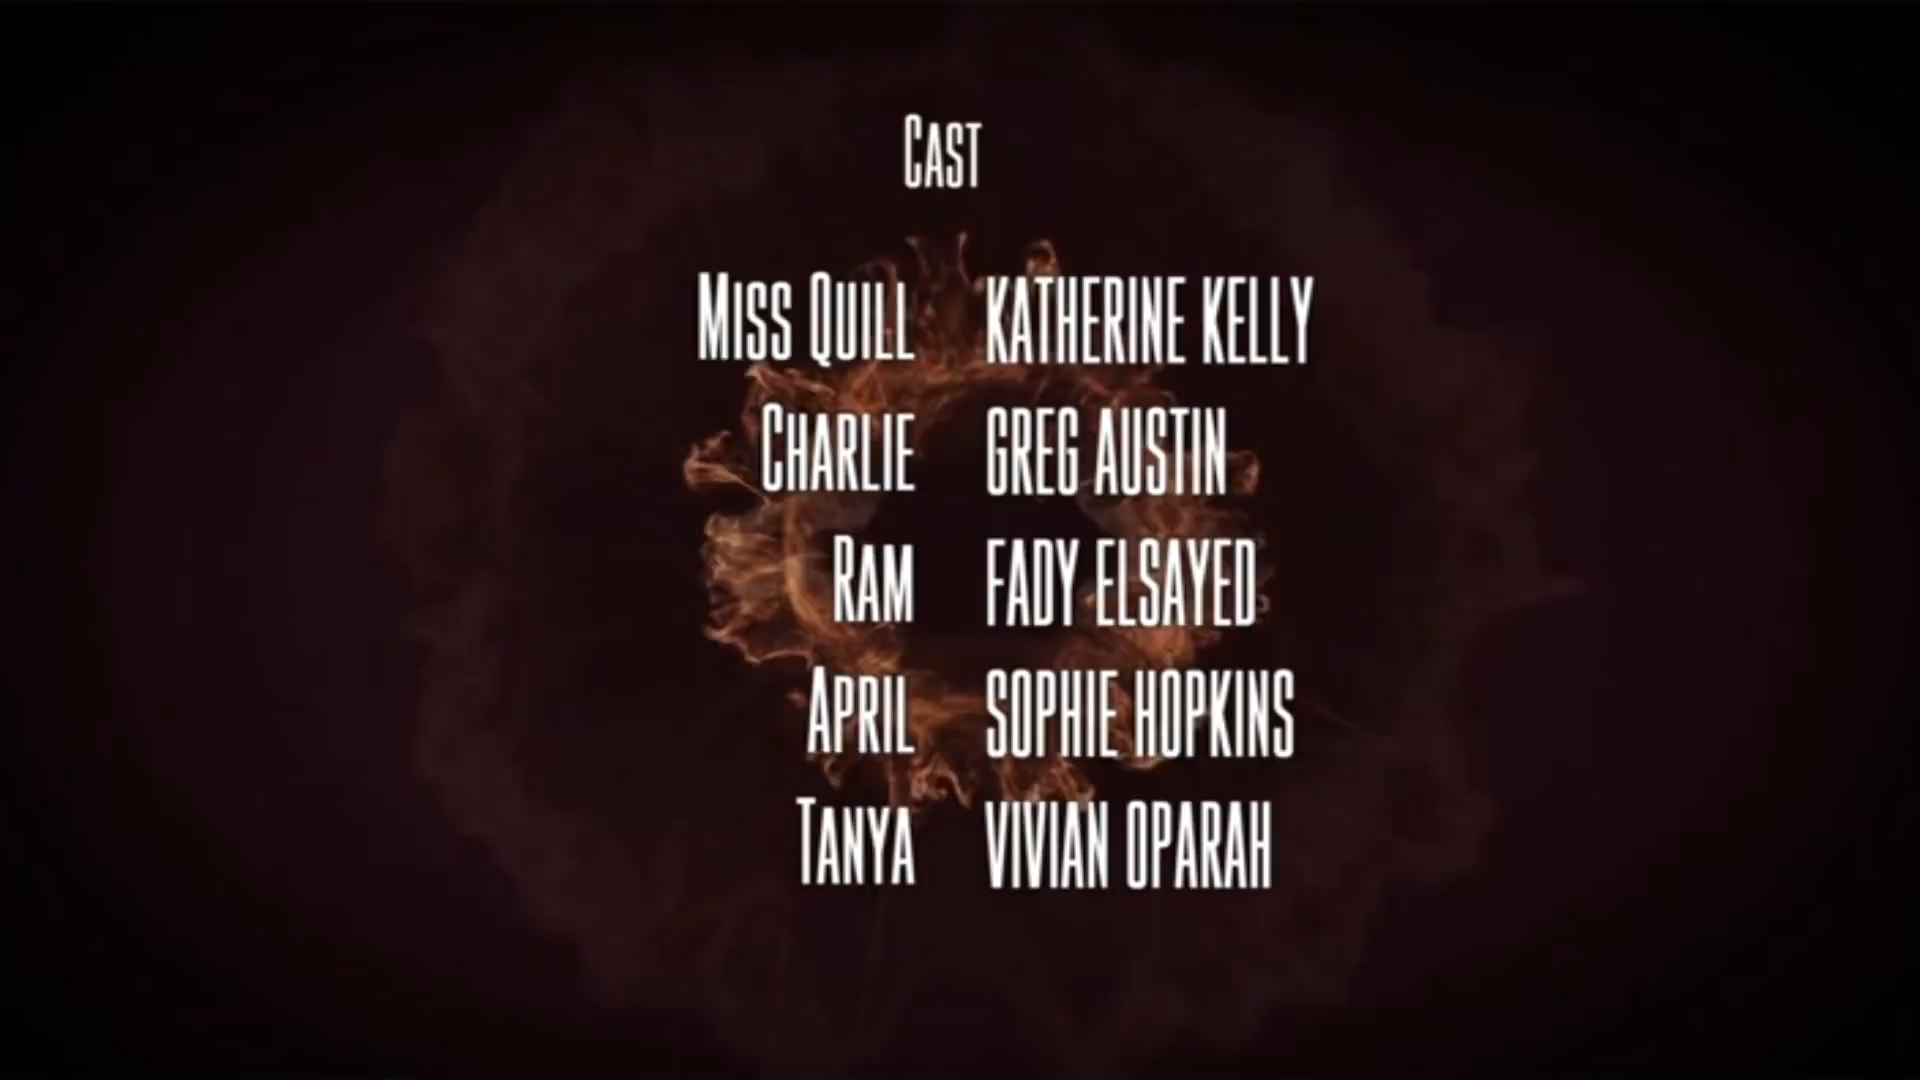 Cast
Miss Quill KATHERINE KELLY
Charlie GREG AUSTIN
Ram FADY ELSAYED
April SOPHIE HOPKINS
Tanya VIVIAN OPARAH